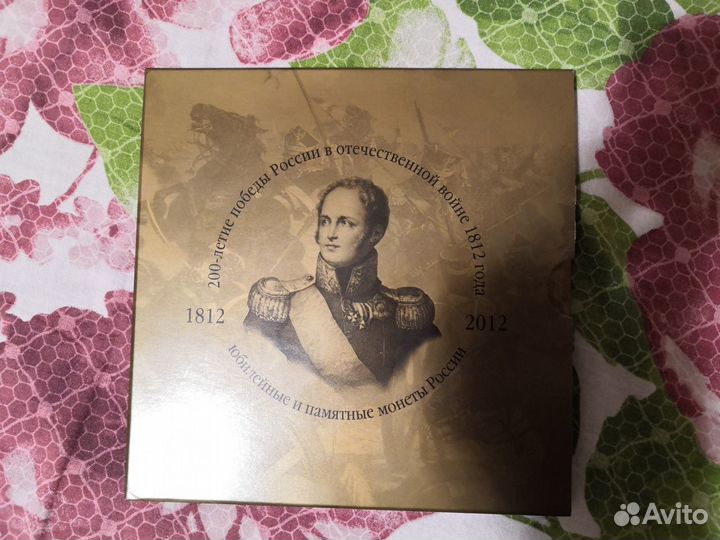 200-летие победы России в отечественной войне 1812 года
1812
2012
юбилейные и памятные монеты России
Avito